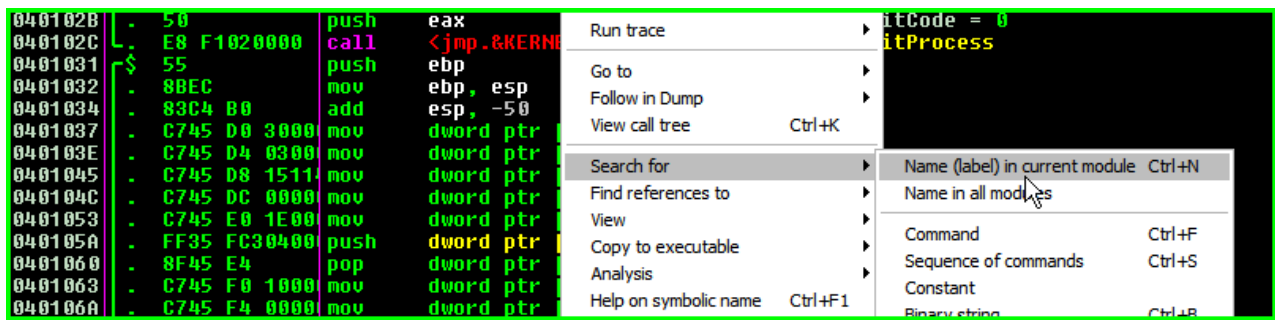 040102B . 50 push eax
040102C . E8 F1020000 call <jmp.&KERNE
0401031 $ 55 push ebp
0401032 . 8BEC mov ebp, esp
0401034 . 83C4 B0 add esp, -50
0401037 . C745 D0 3000 mov dword ptr
040103E . C745 D4 0300 mov dword ptr
0401045 . C745 D8 1511 mov dword ptr
040104C . C745 DC 0000 mov dword ptr
0401053 . C745 E0 1E00 mov dword ptr
040105A . FF35 FC30400 push dword ptr
0401060 . 8F45 E4 pop dword ptr
0401063 . C745 F0 1000 mov dword ptr
040106A . C745 F4 0000 mov dword ptr
Run trace
Go to
Follow in Dump
View call tree Ctrl+K
Search for
Find references to
View
Copy to executable
Analysis
Help on symbolic name Ctrl+F1
itCode = 0
itProcess
Name (label) in current module Ctrl+N
Name in all modules
Command Ctrl+F
Sequence of commands Ctrl+S
Constant
Binary string Ctrl+B